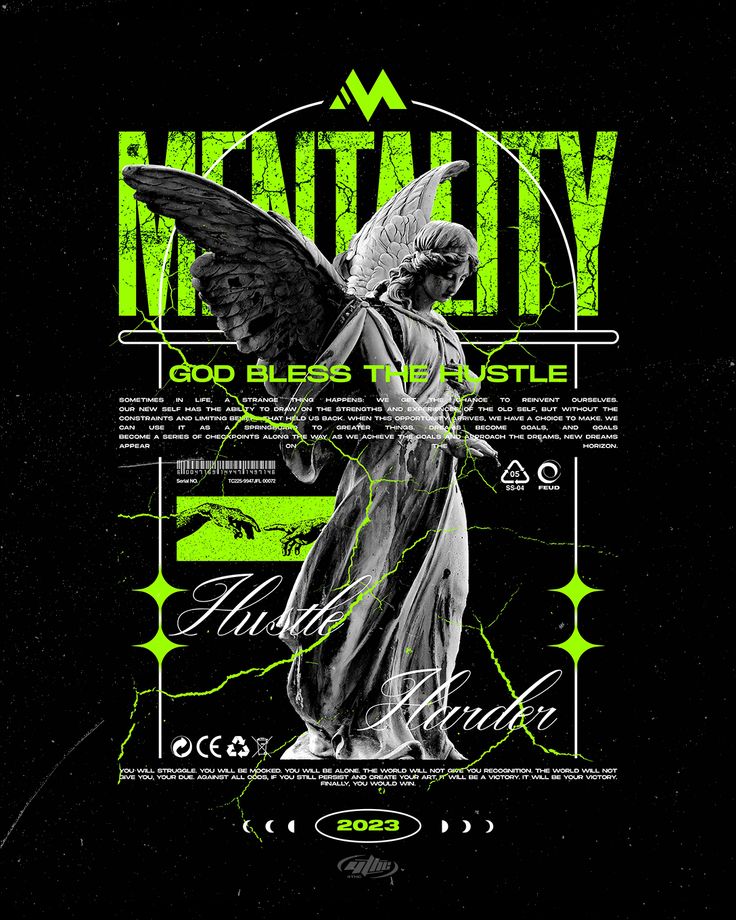 MENTALITY
GOD BLESS THE HUSTLE
SOMETIMES IN LIFE, A STRANGE THING HAPPENS: WE GET THE CHANCE TO REINVENT OURSELVES.
OUR NEW SELF HAS THE ABILITY TO DRAW ON THE STRENGTHS AND EXPERIENCE OF THE OLD SELF, BUT WITHOUT THE
CONSTRAINTS AND LIMITING BELIEFS THAT HELD US BACK. WHEN THIS OPPORTUNITY ARRIVES, WE HAVE A CHOICE TO MAKE. WE
CAN USE IT AS A SPRINGBOARD TO GREATER THINGS. DREAMS BECOME GOALS, AND GOALS
BECOME A SERIES OF CHECKPOINTS ALONG THE WAY. AS WE ACHIEVE THE GOALS AND APPROACH THE DREAMS, NEW DREAMS
APPEAR ON THE HORIZON.
Serial NO. TC225-9947JFL 00072
05
SS-04 FEUD
Hustle
Harder
CE
YOU WILL STRUGGLE. YOU WILL BE MOCKED. YOU WILL BE ALONE. THE WORLD WILL NOT GIVE YOU RECOGNITION. THE WORLD WILL NOT
GIVE YOU, YOUR DUE. AGAINST ALL ODDS, IF YOU STILL PERSIST AND CREATE YOUR ART, IT WILL BE A VICTORY. IT WILL BE YOUR VICTORY.
FINALLY, YOU WOULD WIN.
2023